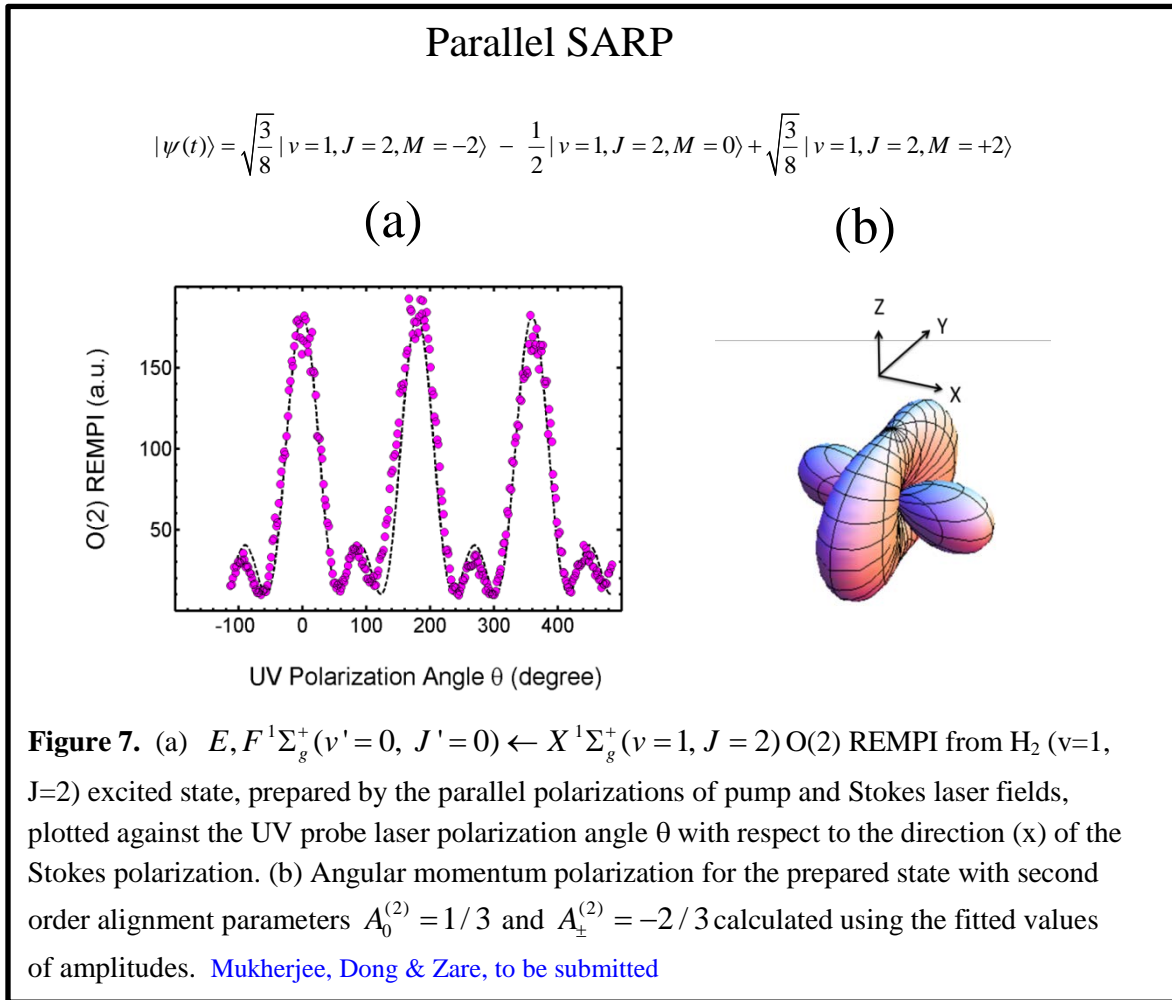 Parallel SARP
|ψ(t)⟩ = √(3/8) |v=1, J=2, M=−2⟩ − 1/2 |v=1, J=2, M=0⟩ + √(3/8) |v=1, J=2, M=+2⟩
(a)
(b)
O(2) REMPI (a.u.)
150
100
50
-100 0 100 200 300 400
UV Polarization Angle θ (degree)
Z
Y
X
Figure 7. (a) E,F ¹Σg⁺(v'=0, J'=0) ← X ¹Σg⁺(v=1, J=2) O(2) REMPI from H₂ (v=1,
J=2) excited state, prepared by the parallel polarizations of pump and Stokes laser fields,
plotted against the UV probe laser polarization angle θ with respect to the direction (x) of the
Stokes polarization. (b) Angular momentum polarization for the prepared state with second
order alignment parameters A₀⁽²⁾ = 1/3 and A±⁽²⁾ = −2/3 calculated using the fitted values
of amplitudes. Mukherjee, Dong & Zare, to be submitted